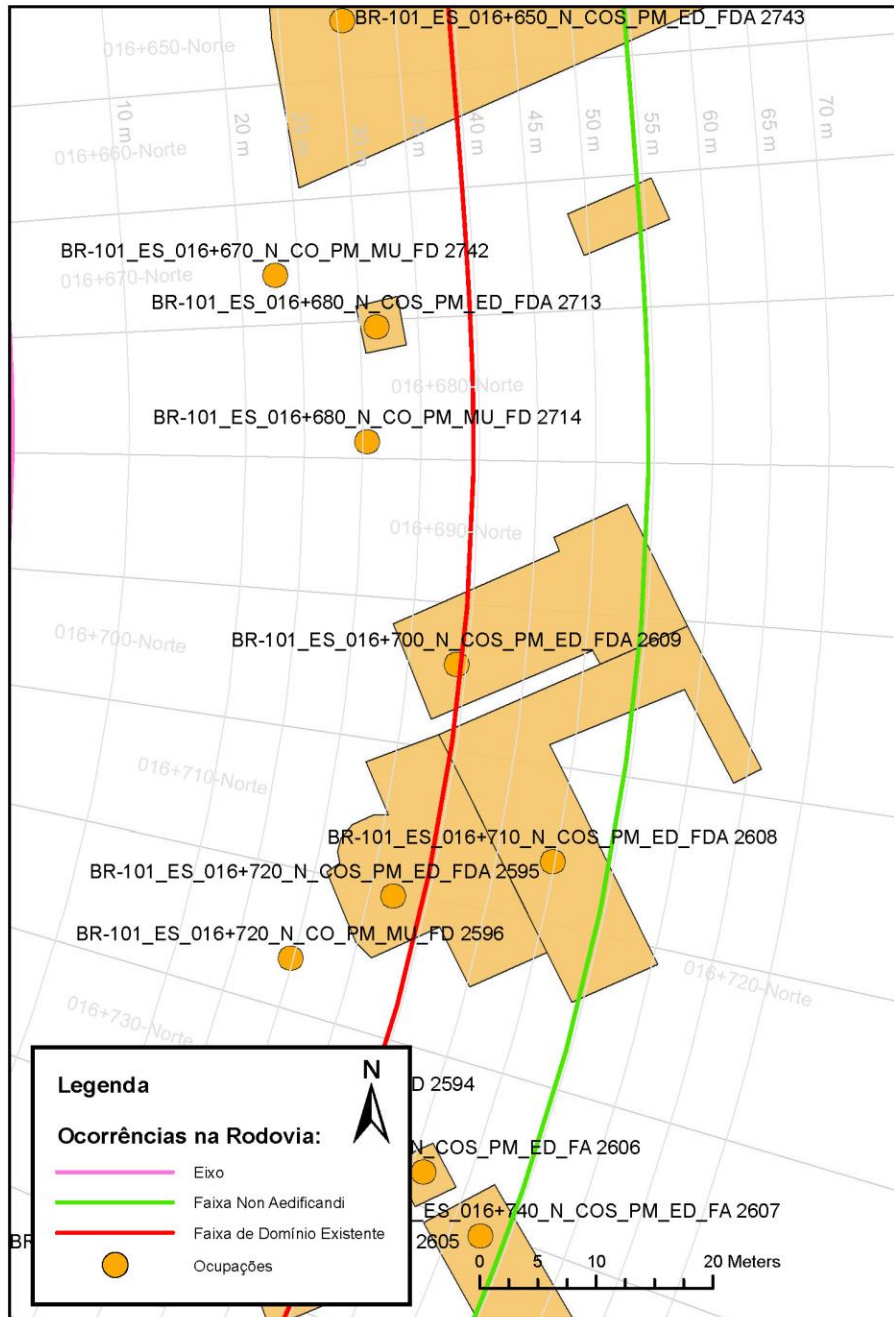 BR-101_ES_016+650_N_COS_PM_ED_FDA 2743
016+650-Norte
10 m
20 m
25 m
30 m
35 m
40 m
45 m
50 m
55 m
60 m
65 m
70 m
016+660-Norte
BR-101_ES_016+670_N_CO_PM_MU_FD 2742
016+670-Norte
BR-101_ES_016+680_N_COS_PM_ED_FDA 2713
016+680-Norte
BR-101_ES_016+680_N_CO_PM_MU_FD 2714
016+690-Norte
016+700-Norte
BR-101_ES_016+700_N_COS_PM_ED_FDA 2609
016+710-Norte
BR-101_ES_016+710_N_COS_PM_ED_FDA 2608
BR-101_ES_016+720_N_COS_PM_ED_FDA 2595
BR-101_ES_016+720_N_CO_PM_MU_FD 2596
016+720-Norte
016+730-Norte
D 2594
N_COS_PM_ED_FA 2606
_ES_016+740_N_COS_PM_ED_FA 2607
BR
2605
Legenda
N
Ocorrências na Rodovia:
Eixo
Faixa Non Aedificandi
Faixa de Domínio Existente
Ocupações
0 5 10 20 Meters